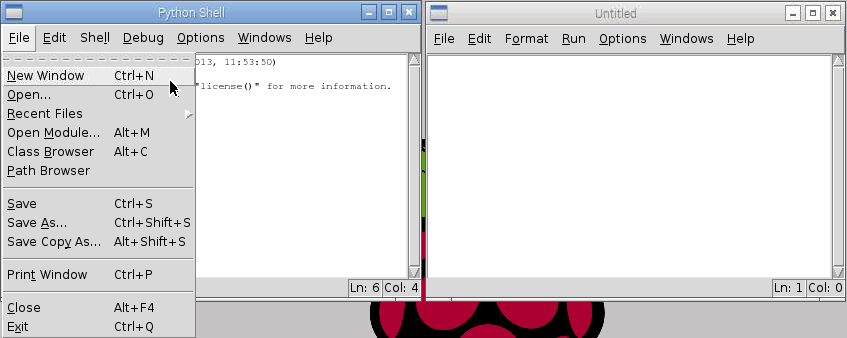 Python Shell
File Edit Shell Debug Options Windows Help
013, 11:53:50)
"license()" for more information.
New Window Ctrl+N
Open... Ctrl+O
Recent Files
Open Module... Alt+M
Class Browser Alt+C
Path Browser
Save Ctrl+S
Save As... Ctrl+Shift+S
Save Copy As... Alt+Shift+S
Print Window Ctrl+P
Close Alt+F4
Exit Ctrl+Q
Ln: 6 Col: 4
Untitled
File Edit Format Run Options Windows Help
Ln: 1 Col: 0